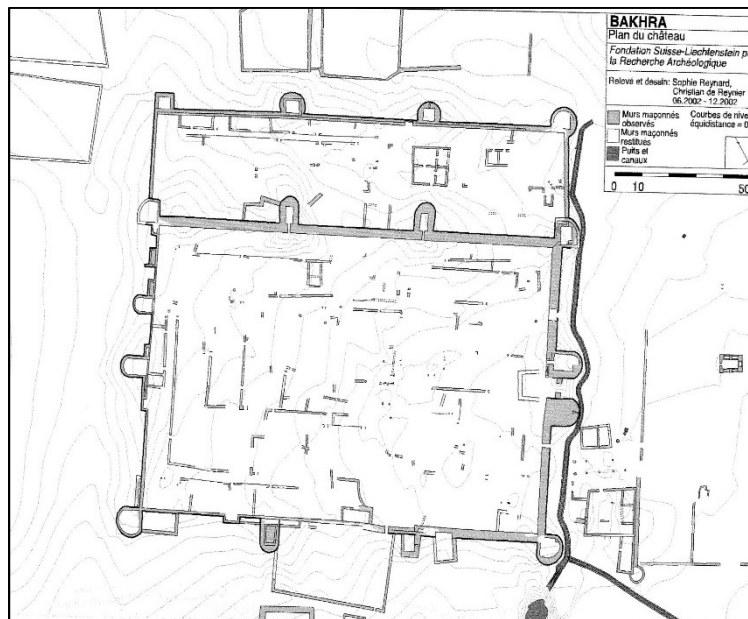 BAKHRA
Plan du château
Fondation Suisse-Liechtenstein p
la Recherche Archéologique
Relevé et dessin: Sophie Reynard,
Christian de Reynier
06.2002 - 12.2002
Murs maçonnés observés
Courbes de nive
équidistance = 0
Murs maçonnés restitués
Puits et canaux
0 10 50